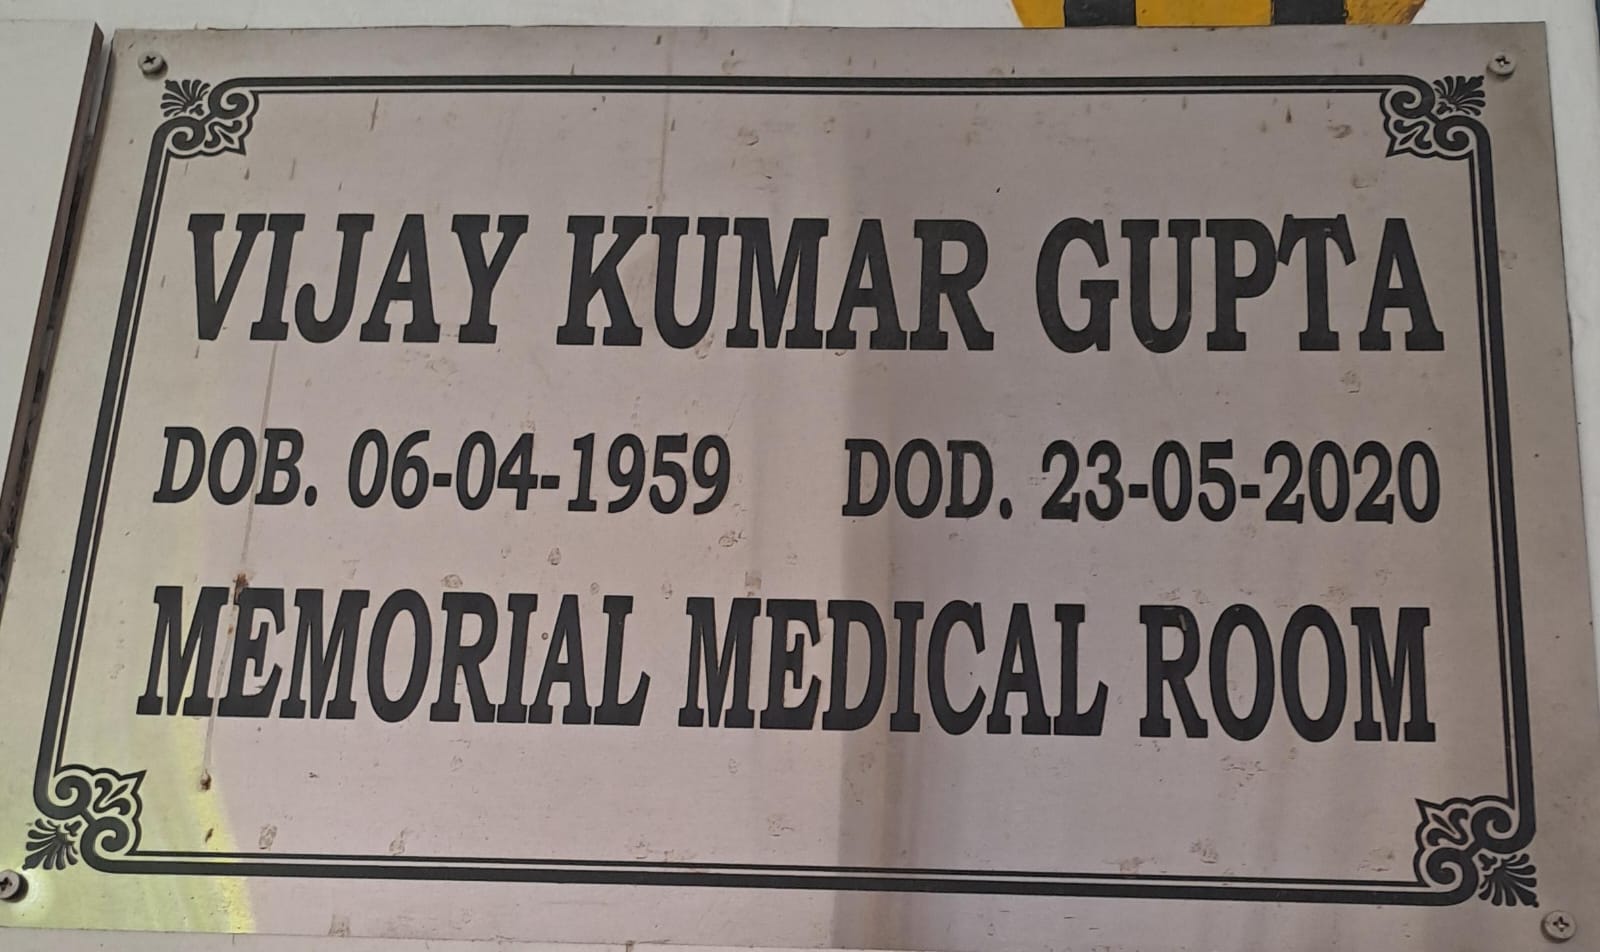 VIJAY KUMAR GUPTA
DOB. 06-04-1959 DOD. 23-05-2020
MEMORIAL MEDICAL ROOM